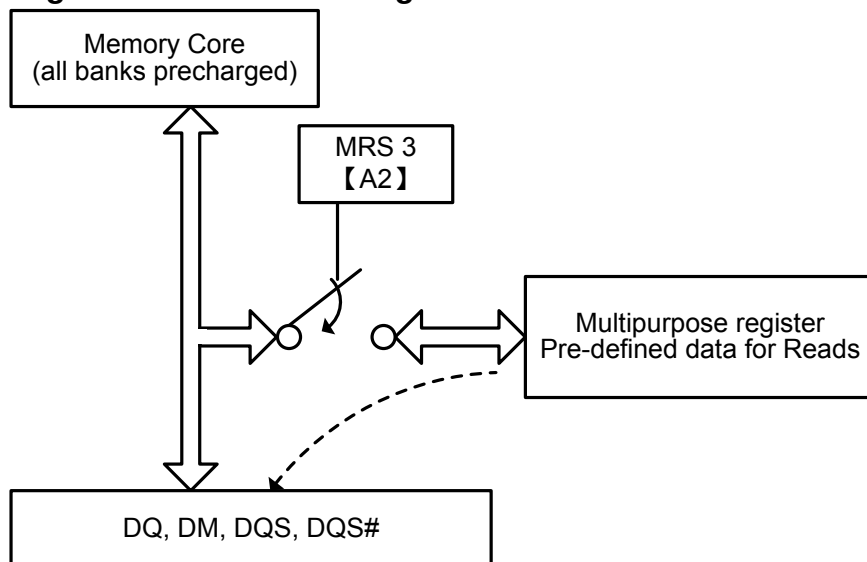 Memory Core
(all banks precharged)
MRS 3
【A2】
Multipurpose register
Pre-defined data for Reads
DQ, DM, DQS, DQS#